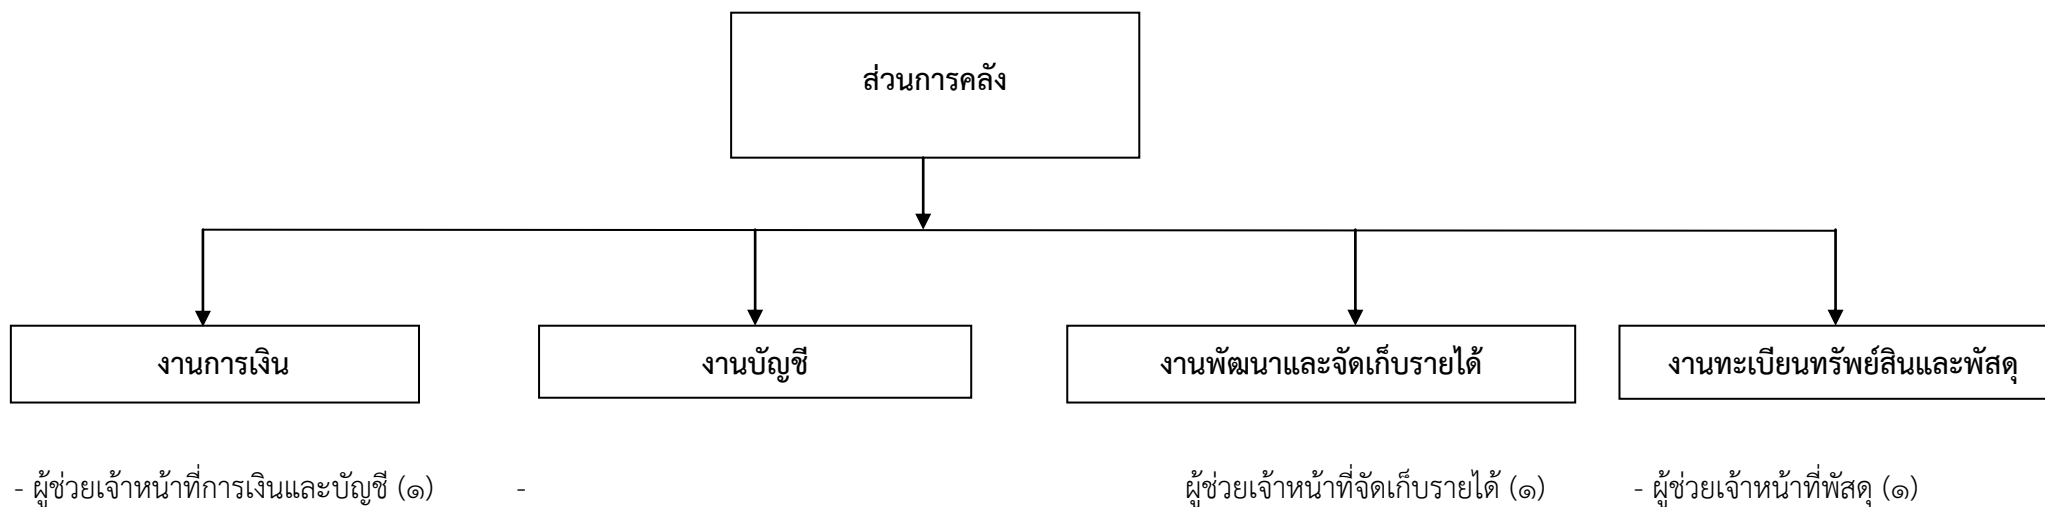 ส่วนการคลัง
งานการเงิน
งานบัญชี
งานพัฒนาและจัดเก็บรายได้
งานทะเบียนทรัพย์สินและพัสดุ
- ผู้ช่วยเจ้าหน้าที่การเงินและบัญชี (๑)
-
ผู้ช่วยเจ้าหน้าที่จัดเก็บรายได้ (๑)
- ผู้ช่วยเจ้าหน้าที่พัสดุ (๑)